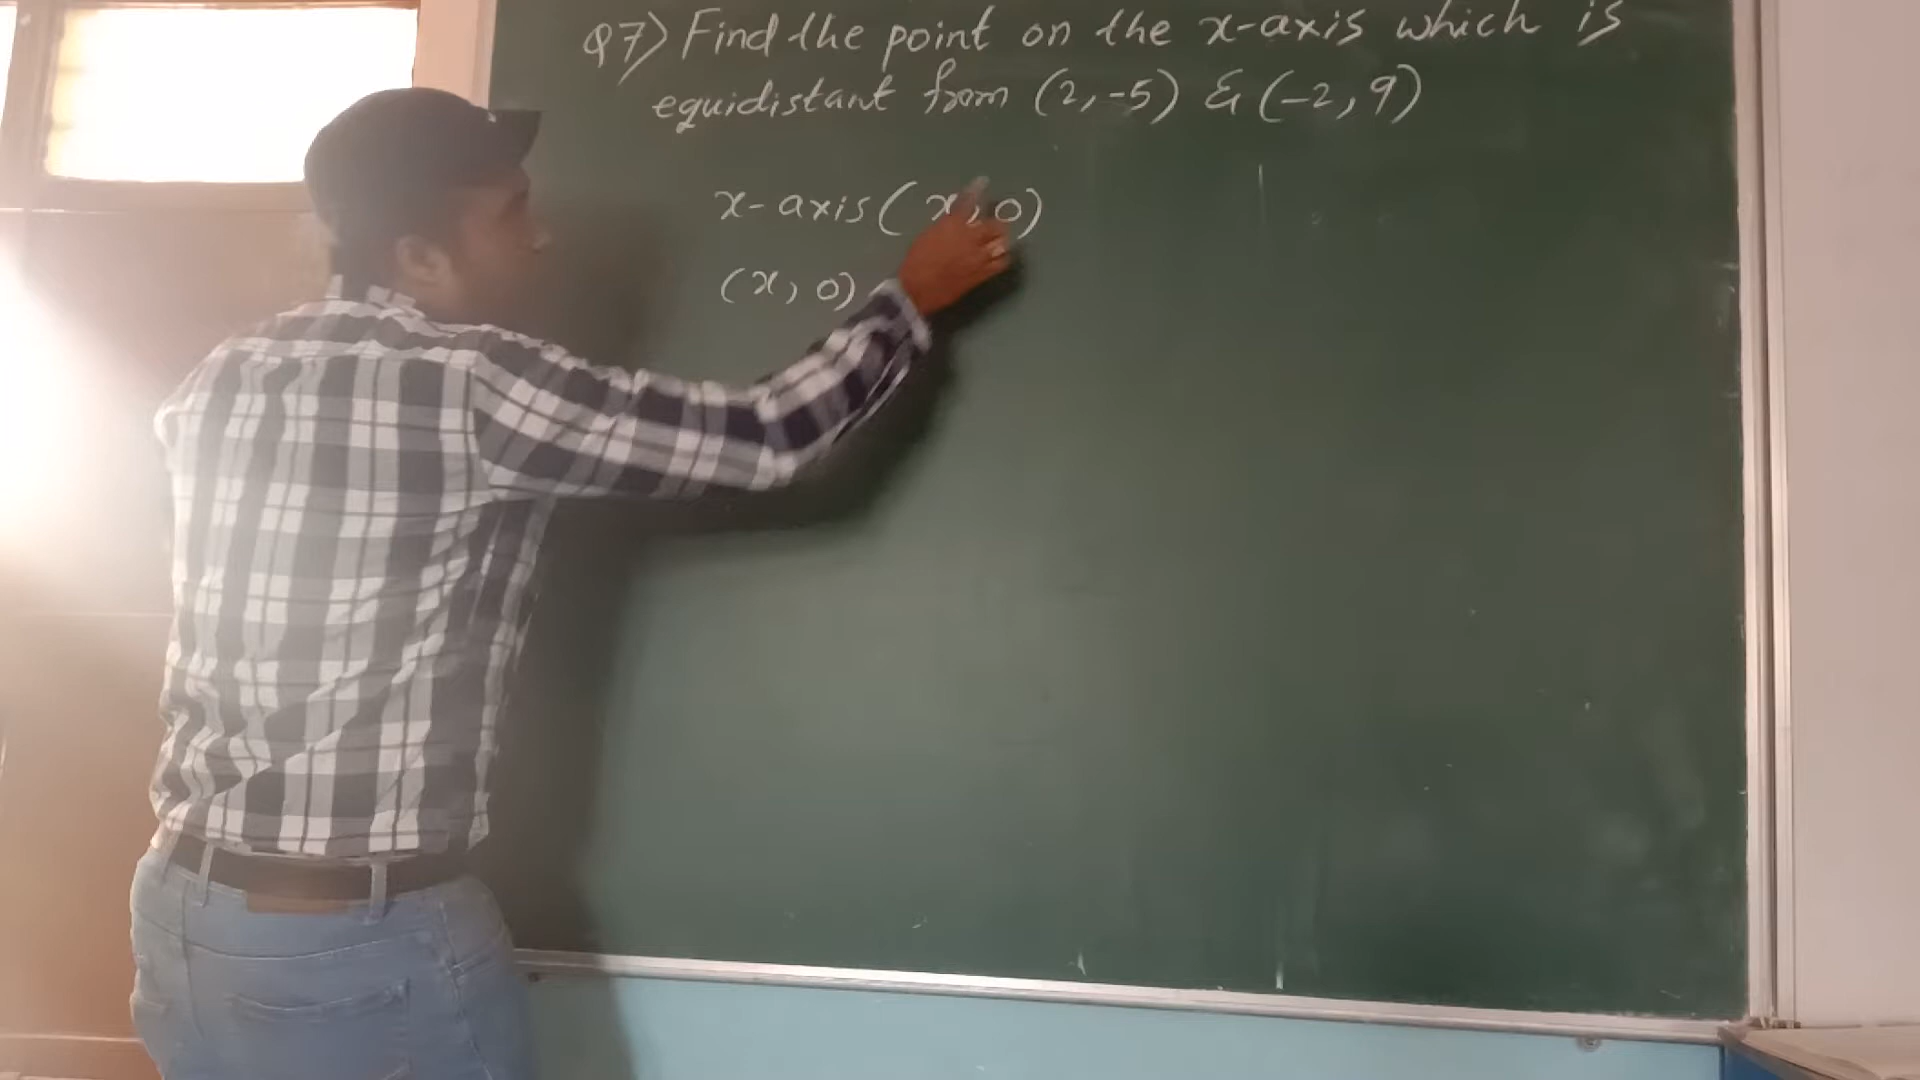 Q7) Find the point on the x-axis which is
equidistant from (2,-5) & (-2,9)
x-axis (x,0)
(x,0)